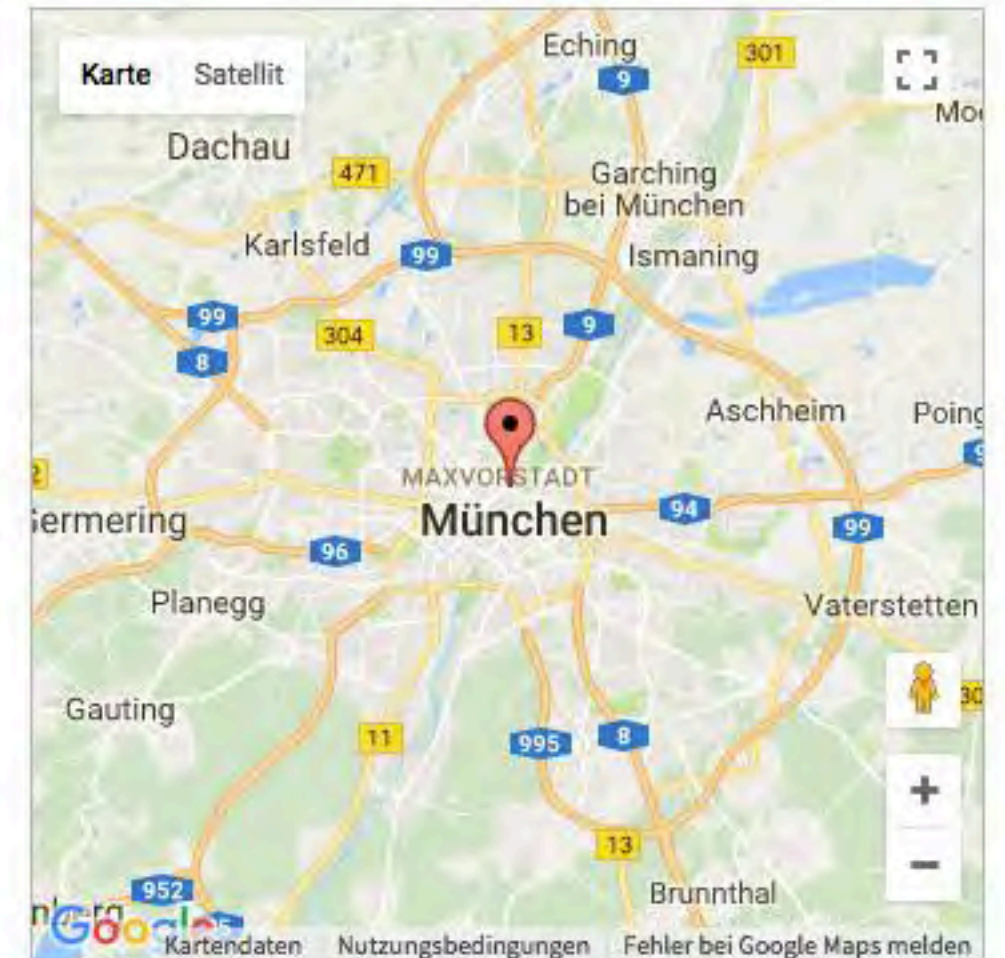 Eching
301
Karte Satellit
9
Dachau
471
Garching
bei München
Karlsfeld
99
Ismaning
99
304
13
9
8
Aschheim
MAXVORSTADT
München
94
99
96
Planegg
Vaterstetten
Gauting
11
995
8
13
952
Brunnthal
Google
Kartendaten Nutzungsbedingungen Fehler bei Google Maps melden